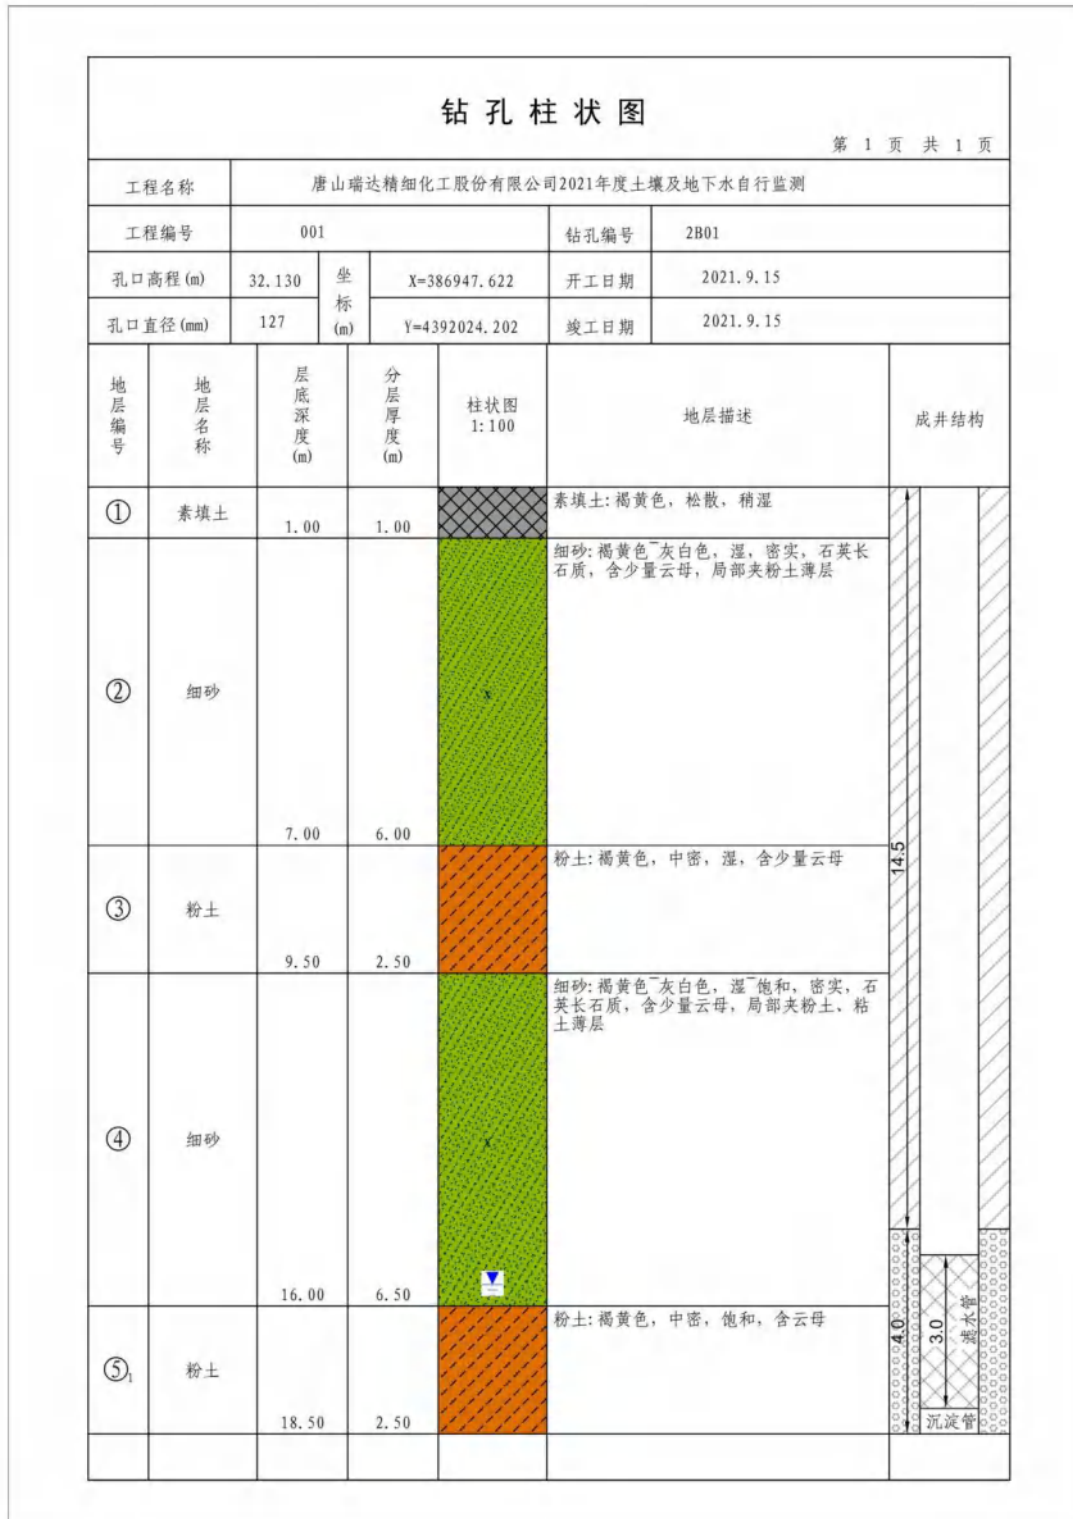 钻孔柱状图
第 1 页 共 1 页
工程名称 唐山瑞达精细化工股份有限公司2021年度土壤及地下水自行监测
工程编号 001 钻孔编号 2B01
孔口高程(m) 32.130 坐标(m) X=386947.622 开工日期 2021.9.15
孔口直径(mm) 127 Y=4392024.202 竣工日期 2021.9.15
地层编号 地层名称 层底深度(m) 分层厚度(m) 柱状图 1:100 地层描述 成井结构
① 素填土 1.00 1.00 素填土:褐黄色,松散,稍湿
② 细砂 7.00 6.00 细砂:褐黄色~灰白色,湿,密实,石英长
石质,含少量云母,局部夹粉土薄层
x
14.5
③ 粉土 9.50 2.50 粉土:褐黄色,中密,湿,含少量云母
④ 细砂 16.00 6.50 细砂:褐黄色~灰白色,湿~饱和,密实,石
英长石质,含少量云母,局部夹粉土、粘
土薄层
x
⑤1 粉土 18.50 2.50 粉土:褐黄色,中密,饱和,含云母
4.0
3.0
滤水管
沉淀管